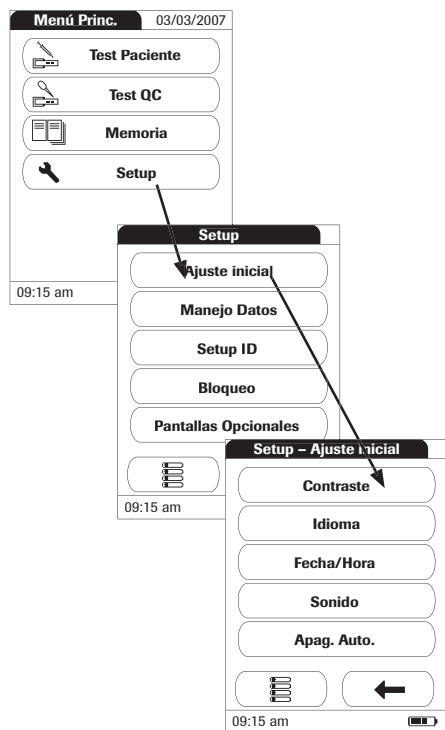 Menú Princ. 03/03/2007
Test Paciente
Test QC
Memoria
Setup
09:15 am
Setup
Ajuste inicial
Manejo Datos
Setup ID
Bloqueo
Pantallas Opcionales
09:15 am
Setup – Ajuste inicial
Contraste
Idioma
Fecha/Hora
Sonido
Apag. Auto.
09:15 am